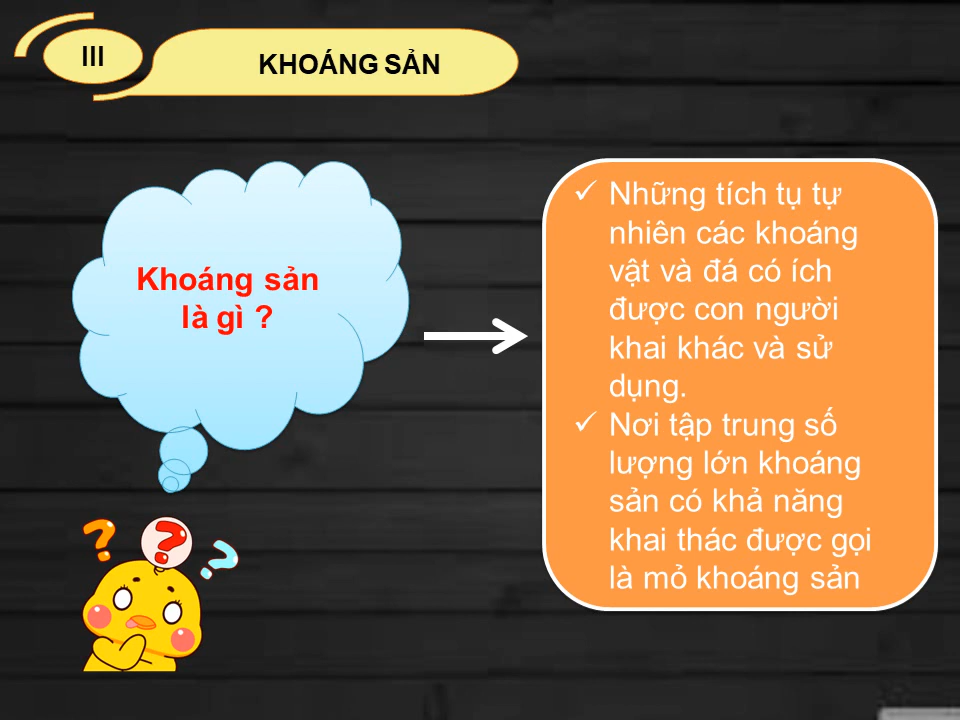 III
KHOÁNG SẢN
Khoáng sản
là gì ?
✓ Những tích tụ tự
nhiên các khoáng
vật và đá có ích
được con người
khai khác và sử
dụng.
✓ Nơi tập trung số
lượng lớn khoáng
sản có khả năng
khai thác được gọi
là mỏ khoáng sản
? ? ?